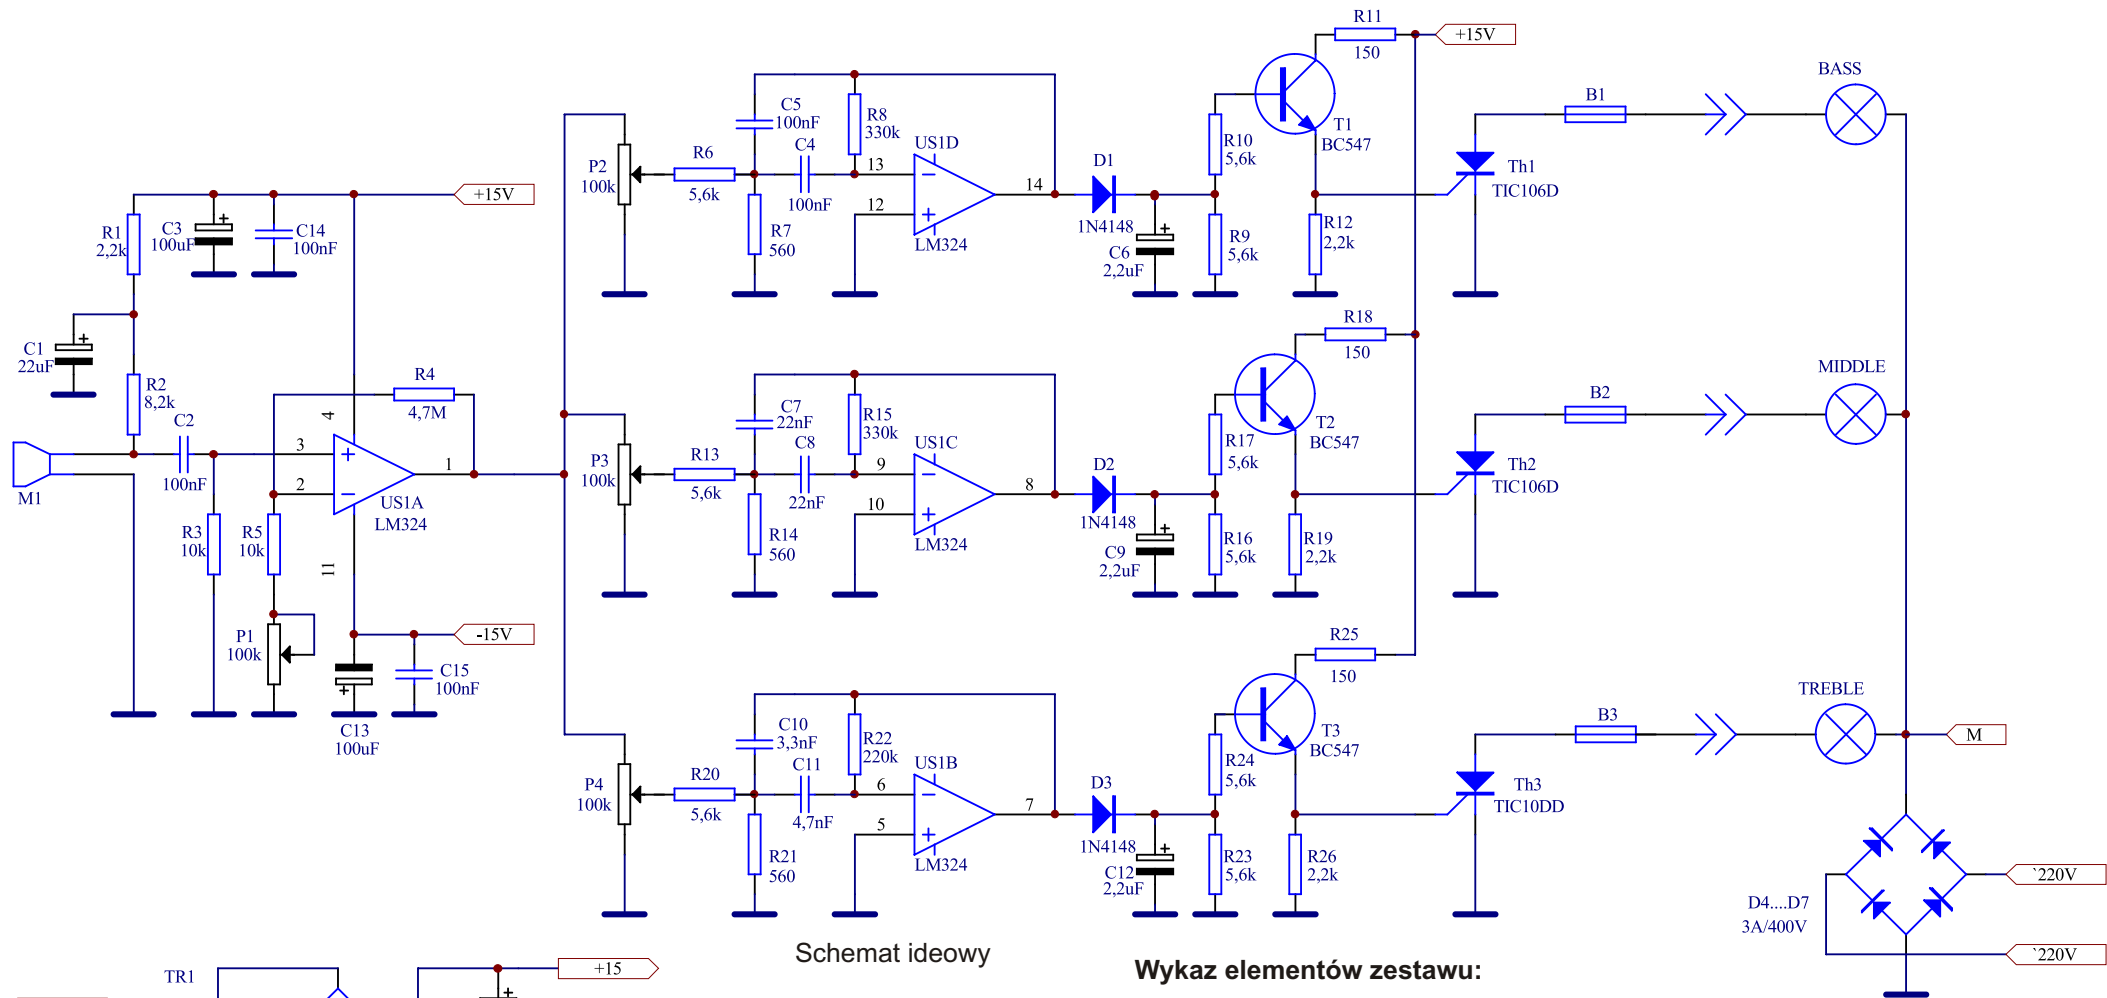 R11
150
+15V
BASS
C5
100nF
R8
330k
C4
100nF
US1D
13
12
14
LM324
D1
1N4148
R10
5,6k
T1
BC547
B1
Th1
TIC106D
P2
100k
R6
5,6k
R7
560
C6
2,2uF
R9
5,6k
R12
2,2k
R1
2,2k
C3
100uF
C14
100nF
+15V
C1
22uF
R2
8,2k
C2
100nF
R4
4,7M
4
3
2
1
11
US1A
LM324
M1
R3
10k
R5
10k
P1
100k
-15V
C15
100nF
C13
100uF
R18
150
MIDDLE
C7
22nF
R15
330k
C8
22nF
US1C
9
10
8
LM324
D2
1N4148
R17
5,6k
T2
BC547
B2
Th2
TIC106D
P3
100k
R13
5,6k
R14
560
C9
2,2uF
R16
5,6k
R19
2,2k
R25
150
TREBLE
C10
3,3nF
R22
220k
C11
4,7nF
US1B
6
5
7
LM324
D3
1N4148
R24
5,6k
T3
BC547
B3
M
Th3
TIC10DD
P4
100k
R20
5,6k
R21
560
C12
2,2uF
R23
5,6k
R26
2,2k
D4....D7
3A/400V
`220V
`220V
Schemat ideowy
Wykaz elementów zestawu:
TR1
+15
+